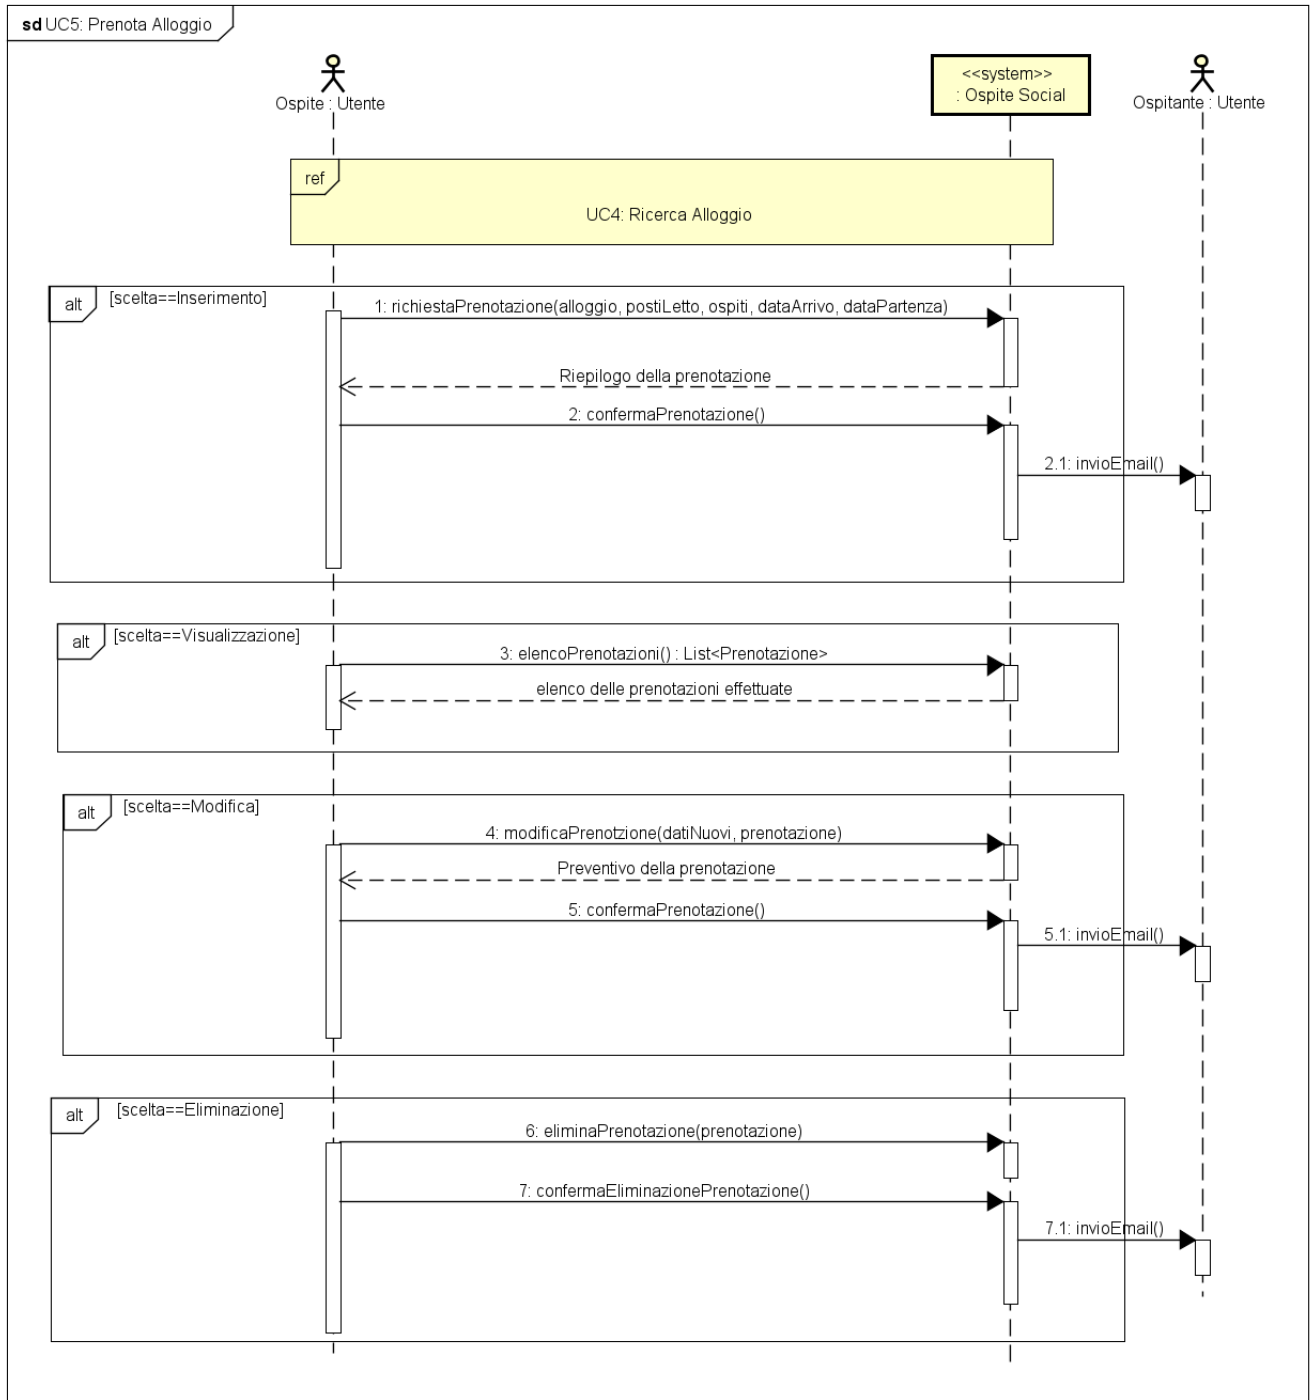 sd UC5: Prenota Alloggio
Ospite : Utente
<<system>>
: Ospite Social
Ospitante : Utente
ref
UC4: Ricerca Alloggio
alt
[scelta==Inserimento]
1: richiestaPrenotazione(alloggio, postiLetto, ospiti, dataArrivo, dataPartenza)
Riepilogo della prenotazione
2: confermaPrenotazione()
2.1: invioEmail()
alt
[scelta==Visualizzazione]
3: elencoPrenotazioni() : List<Prenotazione>
elenco delle prenotazioni effettuate
alt
[scelta==Modifica]
4: modificaPrenotzione(datiNuovi, prenotazione)
Preventivo della prenotazione
5: confermaPrenotazione()
5.1: invioEmail()
alt
[scelta==Eliminazione]
6: eliminaPrenotazione(prenotazione)
7: confermaEliminazionePrenotazione()
7.1: invioEmail()